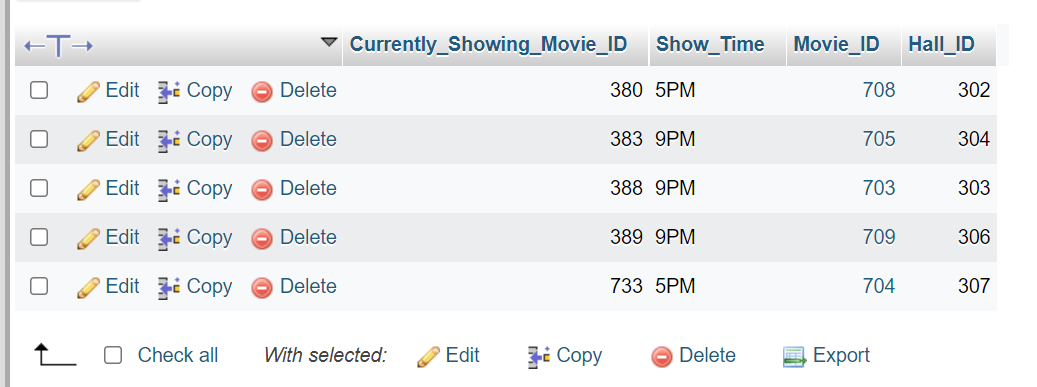 Currently_Showing_Movie_ID Show_Time Movie_ID Hall_ID
Edit Copy Delete 380 5PM 708 302
Edit Copy Delete 383 9PM 705 304
Edit Copy Delete 388 9PM 703 303
Edit Copy Delete 389 9PM 709 306
Edit Copy Delete 733 5PM 704 307
Check all With selected: Edit Copy Delete Export